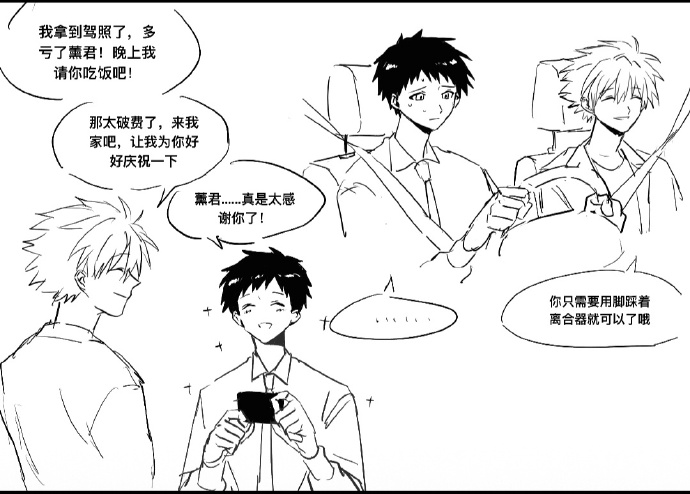 我拿到驾照了，多
亏了薰君！晚上我
请你吃饭吧！
那太破费了，来我
家吧，让我为你好
好庆祝一下
薰君......真是太感
谢你了！
......
你只需要用脚踩着
离合器就可以了哦